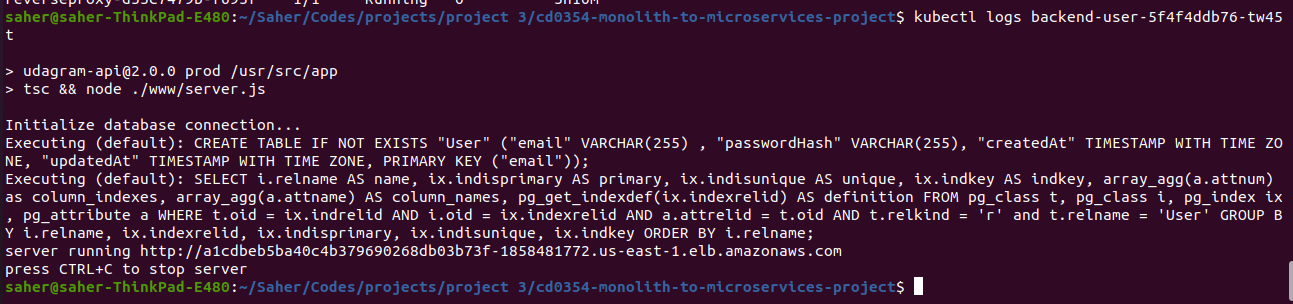 reverseproxy-d35c7479b-f695f   1/1     Running   0          5h10m
saher@saher-ThinkPad-E480:~/Saher/Codes/projects/project 3/cd0354-monolith-to-microservices-project$ kubectl logs backend-user-5f4f4ddb76-tw45
t
> udagram-api@2.0.0 prod /usr/src/app
> tsc && node ./www/server.js
Initialize database connection...
Executing (default): CREATE TABLE IF NOT EXISTS "User" ("email" VARCHAR(255) , "passwordHash" VARCHAR(255), "createdAt" TIMESTAMP WITH TIME ZO
NE, "updatedAt" TIMESTAMP WITH TIME ZONE, PRIMARY KEY ("email"));
Executing (default): SELECT i.relname AS name, ix.indisprimary AS primary, ix.indisunique AS unique, ix.indkey AS indkey, array_agg(a.attnum)
as column_indexes, array_agg(a.attname) AS column_names, pg_get_indexdef(ix.indexrelid) AS definition FROM pg_class t, pg_class i, pg_index ix
, pg_attribute a WHERE t.oid = ix.indrelid AND i.oid = ix.indexrelid AND a.attrelid = t.oid AND t.relkind = 'r' and t.relname = 'User' GROUP B
Y i.relname, ix.indexrelid, ix.indisprimary, ix.indisunique, ix.indkey ORDER BY i.relname;
server running http://a1cdbeb5ba40c4b379690268db03b73f-1858481772.us-east-1.elb.amazonaws.com
press CTRL+C to stop server
saher@saher-ThinkPad-E480:~/Saher/Codes/projects/project 3/cd0354-monolith-to-microservices-project$